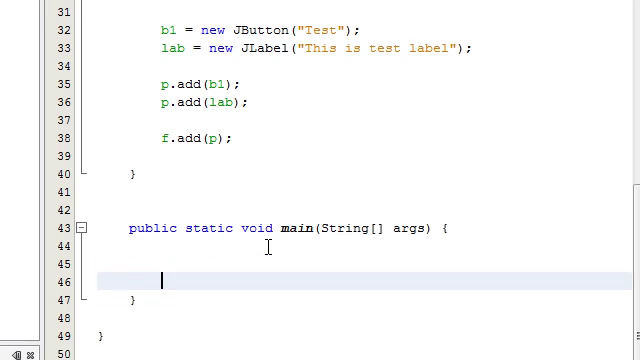 31
32 b1 = new JButton("Test");
33 lab = new JLabel("This is test label");
34
35 p.add(b1);
36 p.add(lab);
37
38 f.add(p);
39
40 }
41
42
43 public static void main(String[] args) {
44
45
46
47 }
48
49 }
50